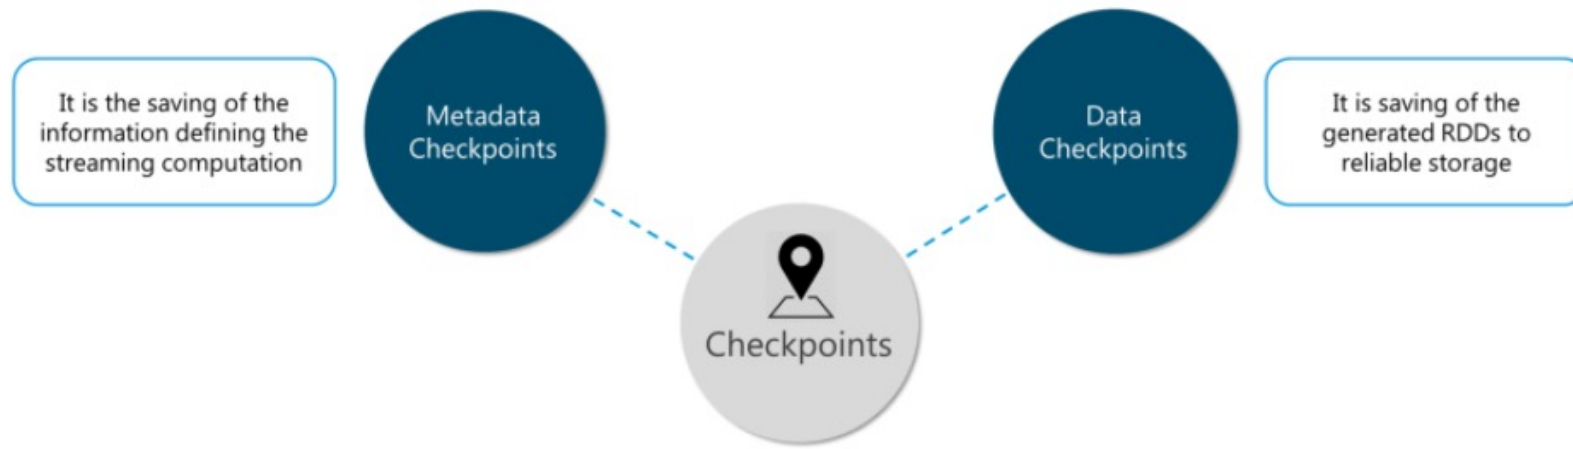 It is the saving of the
information defining the
streaming computation
Metadata
Checkpoints
Data
Checkpoints
It is saving of the
generated RDDs to
reliable storage
Checkpoints